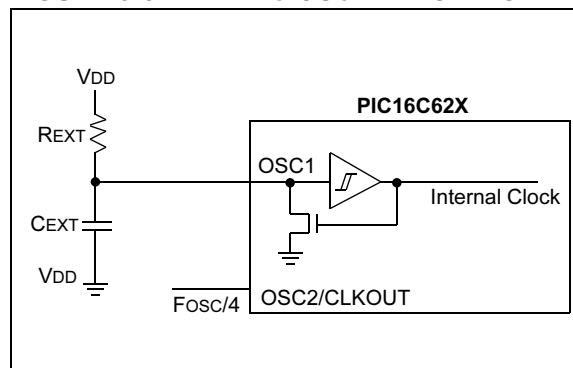 VDD
PIC16C62X
REXT
OSC1
Internal Clock
CEXT
VDD
FOSC/4
OSC2/CLKOUT